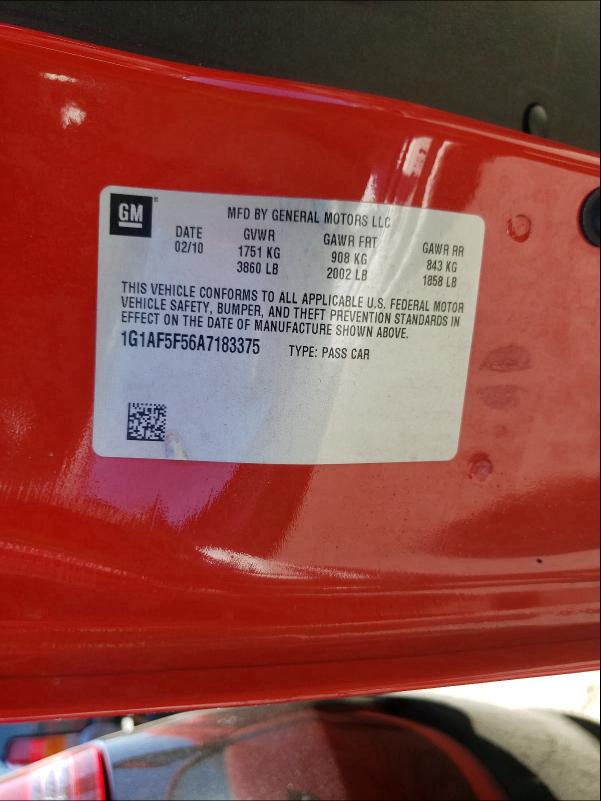 GM
MFD BY GENERAL MOTORS LLC
DATE GVWR GAWR FRT GAWR RR
02/10 1751 KG 908 KG 843 KG
3860 LB 2002 LB 1858 LB
THIS VEHICLE CONFORMS TO ALL APPLICABLE U.S. FEDERAL MOTOR
VEHICLE SAFETY, BUMPER, AND THEFT PREVENTION STANDARDS IN
EFFECT ON THE DATE OF MANUFACTURE SHOWN ABOVE.
1G1AF5F56A7183375 TYPE: PASS CAR